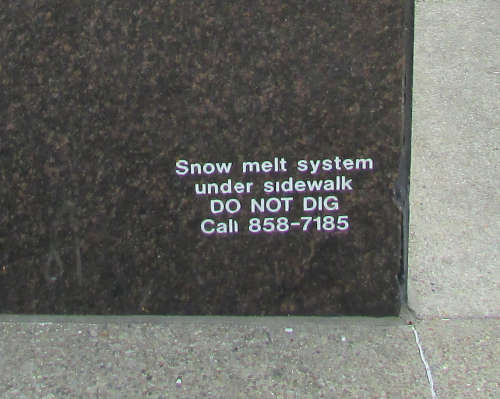 Snow melt system
under sidewalk
DO NOT DIG
Call 858-7185